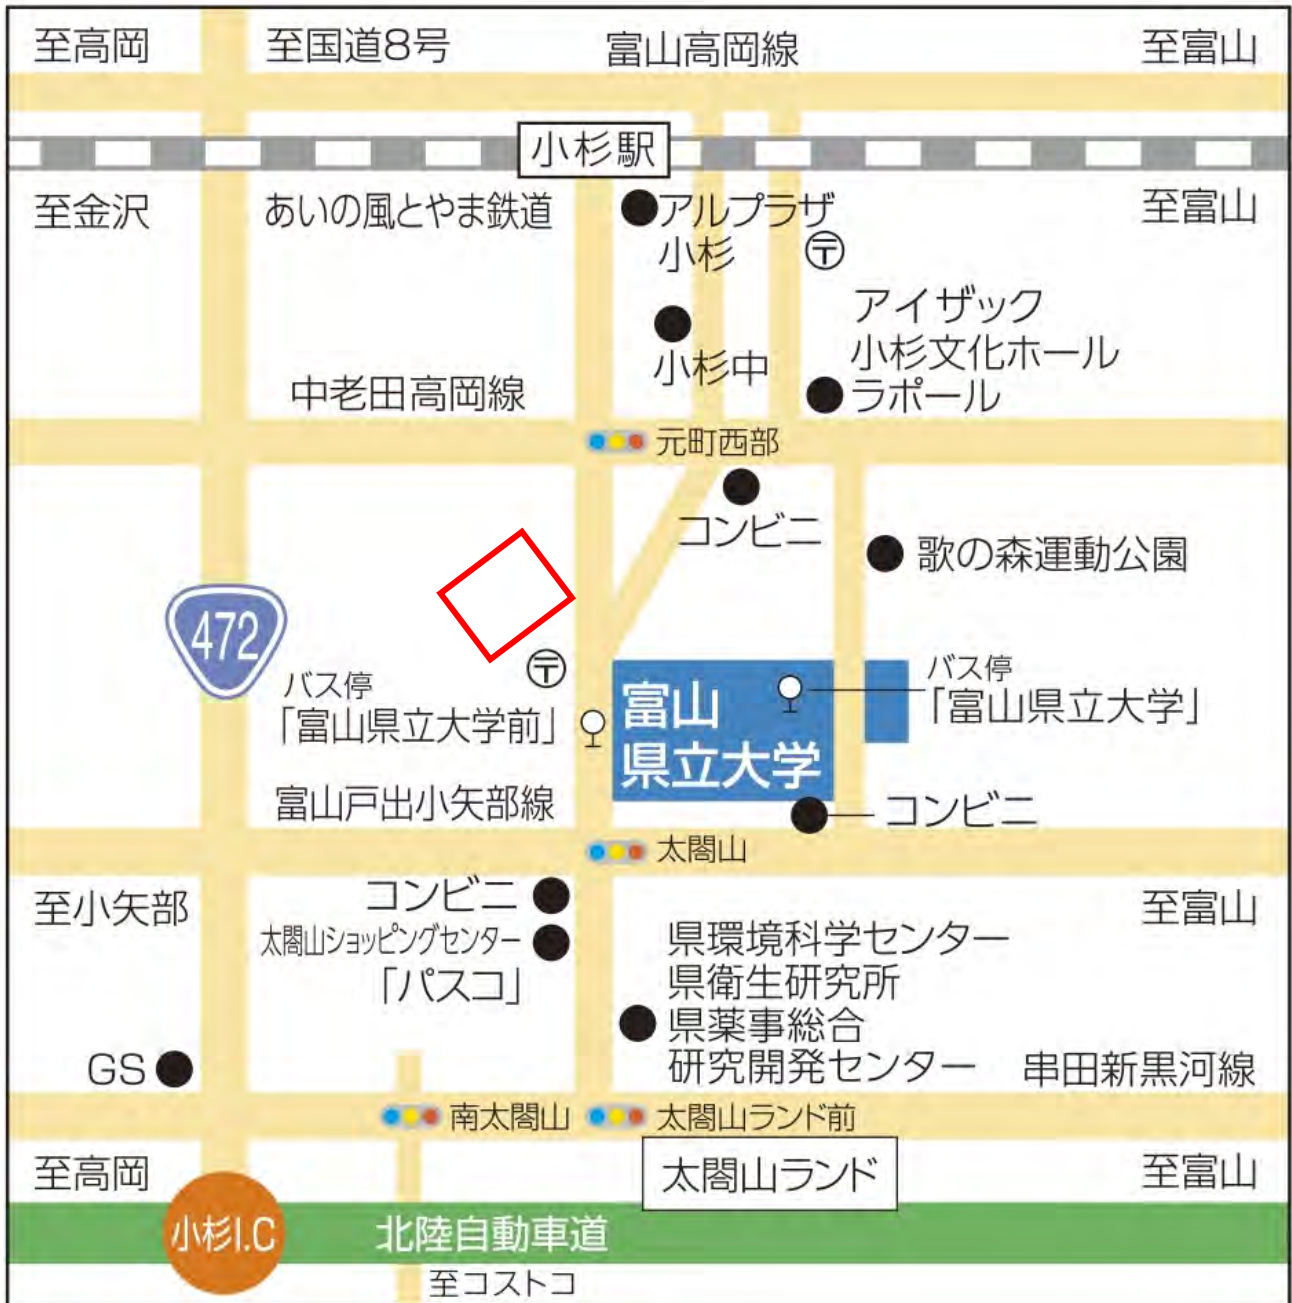 至高岡
至国道8号
富山高岡線
至富山
小杉駅
至金沢
あいの風とやま鉄道
アルプラザ
小杉
〒
至富山
アイザック
小杉文化ホール
ラポール
小杉中
中老田高岡線
元町西部
コンビニ
歌の森運動公園
472
〒
バス停
「富山県立大学前」
富山
県立大学
バス停
「富山県立大学」
富山戸出小矢部線
コンビニ
太閤山
至小矢部
コンビニ
太閤山ショッピングセンター
「パスコ」
至富山
県環境科学センター
県衛生研究所
県薬事総合
研究開発センター
GS
串田新黒河線
南太閤山
太閤山ランド前
至高岡
太閤山ランド
至富山
小杉I.C
北陸自動車道
至コストコ